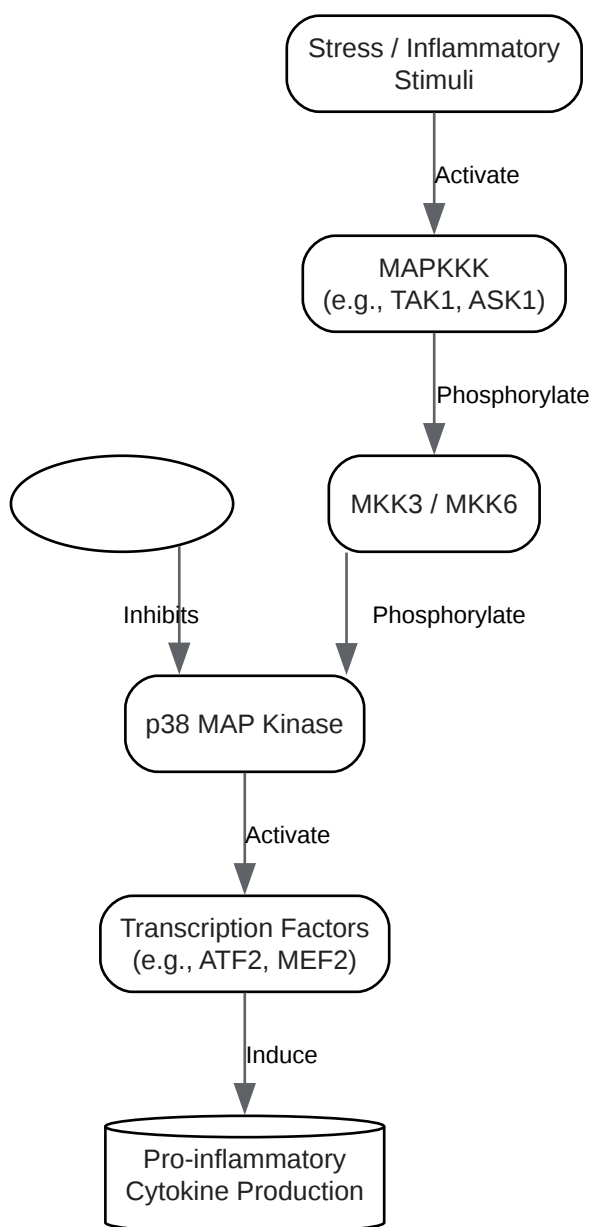 Stress / Inflammatory
Stimuli
Activate
MAPKKK
(e.g., TAK1, ASK1)
Phosphorylate
MKK3 / MKK6
Inhibits
Phosphorylate
p38 MAP Kinase
Activate
Transcription Factors
(e.g., ATF2, MEF2)
Induce
Pro-inflammatory
Cytokine Production